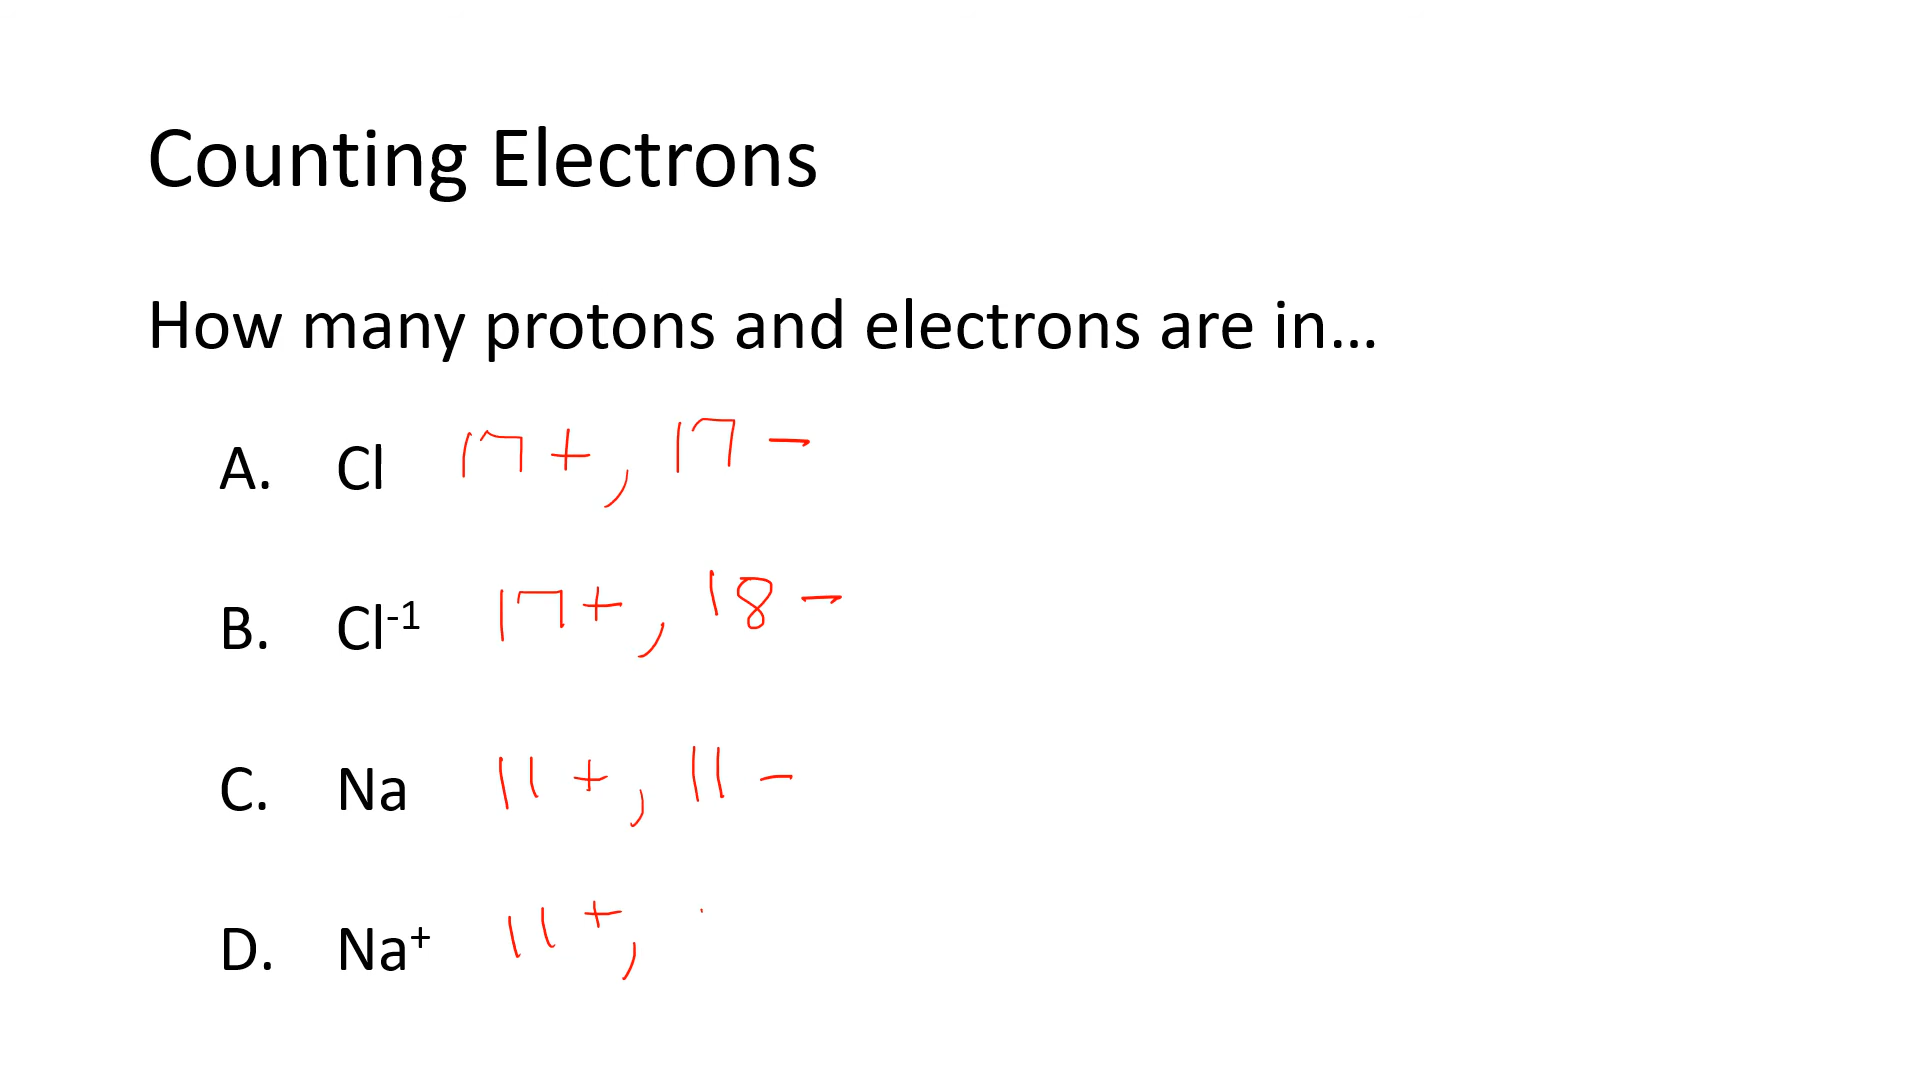 Counting Electrons
How many protons and electrons are in...
A. Cl 17+, 17 -
B. Cl-1 17+, 18 -
C. Na 11 +, 11 -
D. Na+ 11 +,